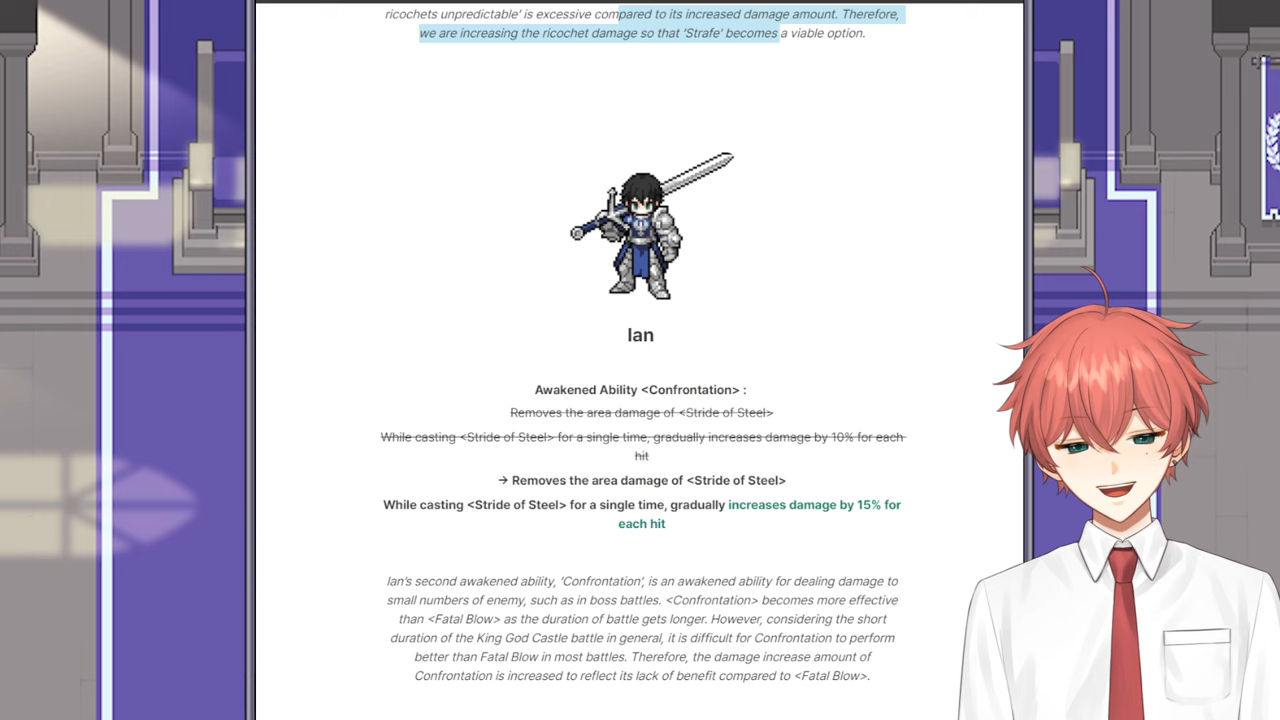 ricochets unpredictable’ is excessive compared to its increased damage amount. Therefore,
we are increasing the ricochet damage so that ‘Strafe’ becomes a viable option.
Ian
Awakened Ability <Confrontation> :
Removes the area damage of <Stride of Steel>
While casting <Stride of Steel> for a single time, gradually increases damage by 10% for each
hit
→ Removes the area damage of <Stride of Steel>
While casting <Stride of Steel> for a single time, gradually increases damage by 15% for
each hit
Ian’s second awakened ability, ‘Confrontation’, is an awakened ability for dealing damage to
small numbers of enemy, such as in boss battles. <Confrontation> becomes more effective
than <Fatal Blow> as the duration of battle gets longer. However, considering the short
duration of the King God Castle battle in general, it is difficult for Confrontation to perform
better than Fatal Blow in most battles. Therefore, the damage increase amount of
Confrontation is increased to reflect its lack of benefit compared to <Fatal Blow>.